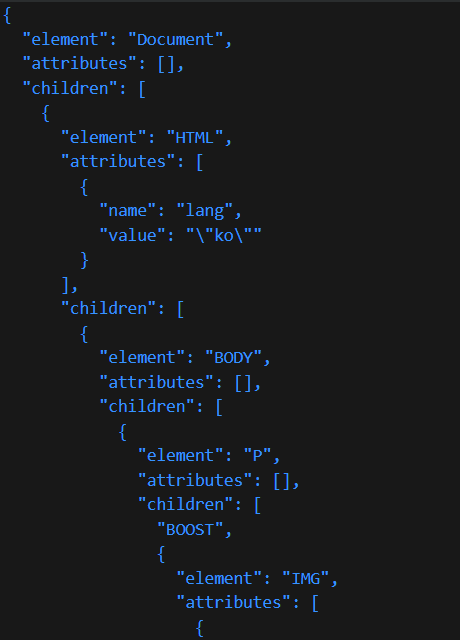 {
  "element": "Document",
  "attributes": [],
  "children": [
    {
      "element": "HTML",
      "attributes": [
        {
          "name": "lang",
          "value": "\"ko\""
        }
      ],
      "children": [
        {
          "element": "BODY",
          "attributes": [],
          "children": [
            {
              "element": "P",
              "attributes": [],
              "children": [
                "BOOST",
                {
                  "element": "IMG",
                  "attributes": [
                    {